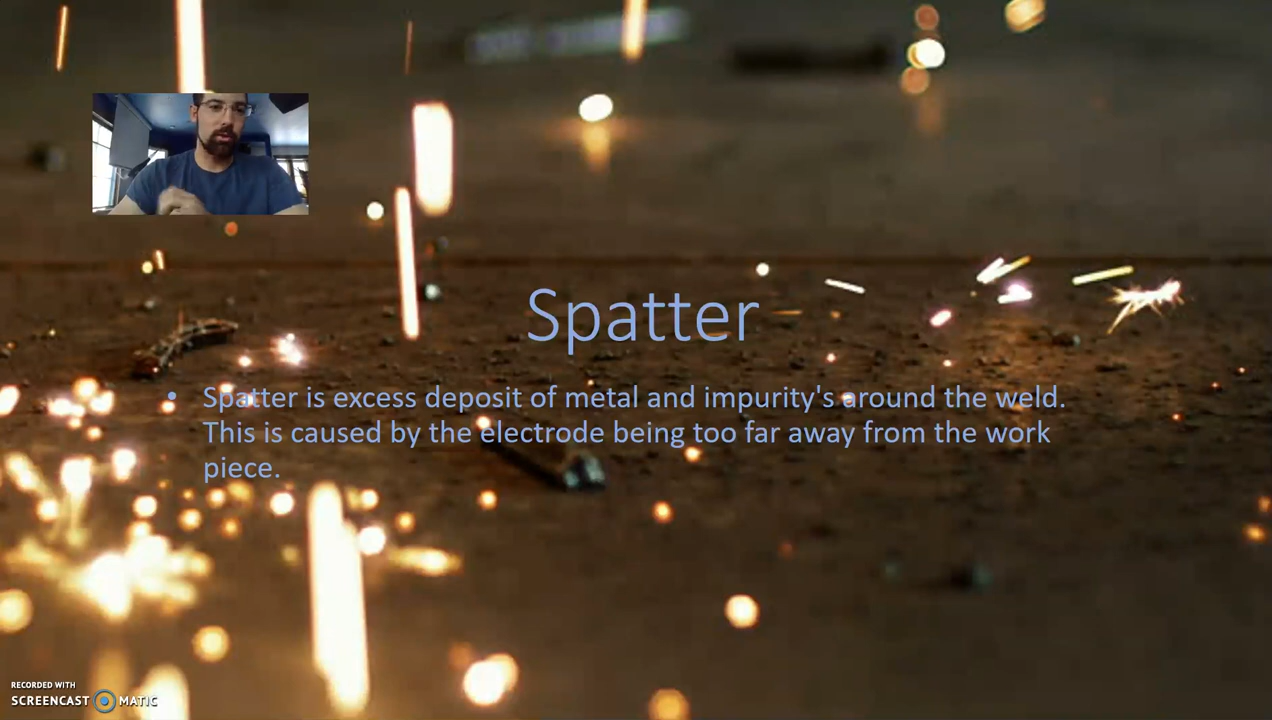 Spatter
• Spatter is excess deposit of metal and impurity's around the weld.
This is caused by the electrode being too far away from the work
piece.
RECORDED WITH
SCREENCAST MATIC